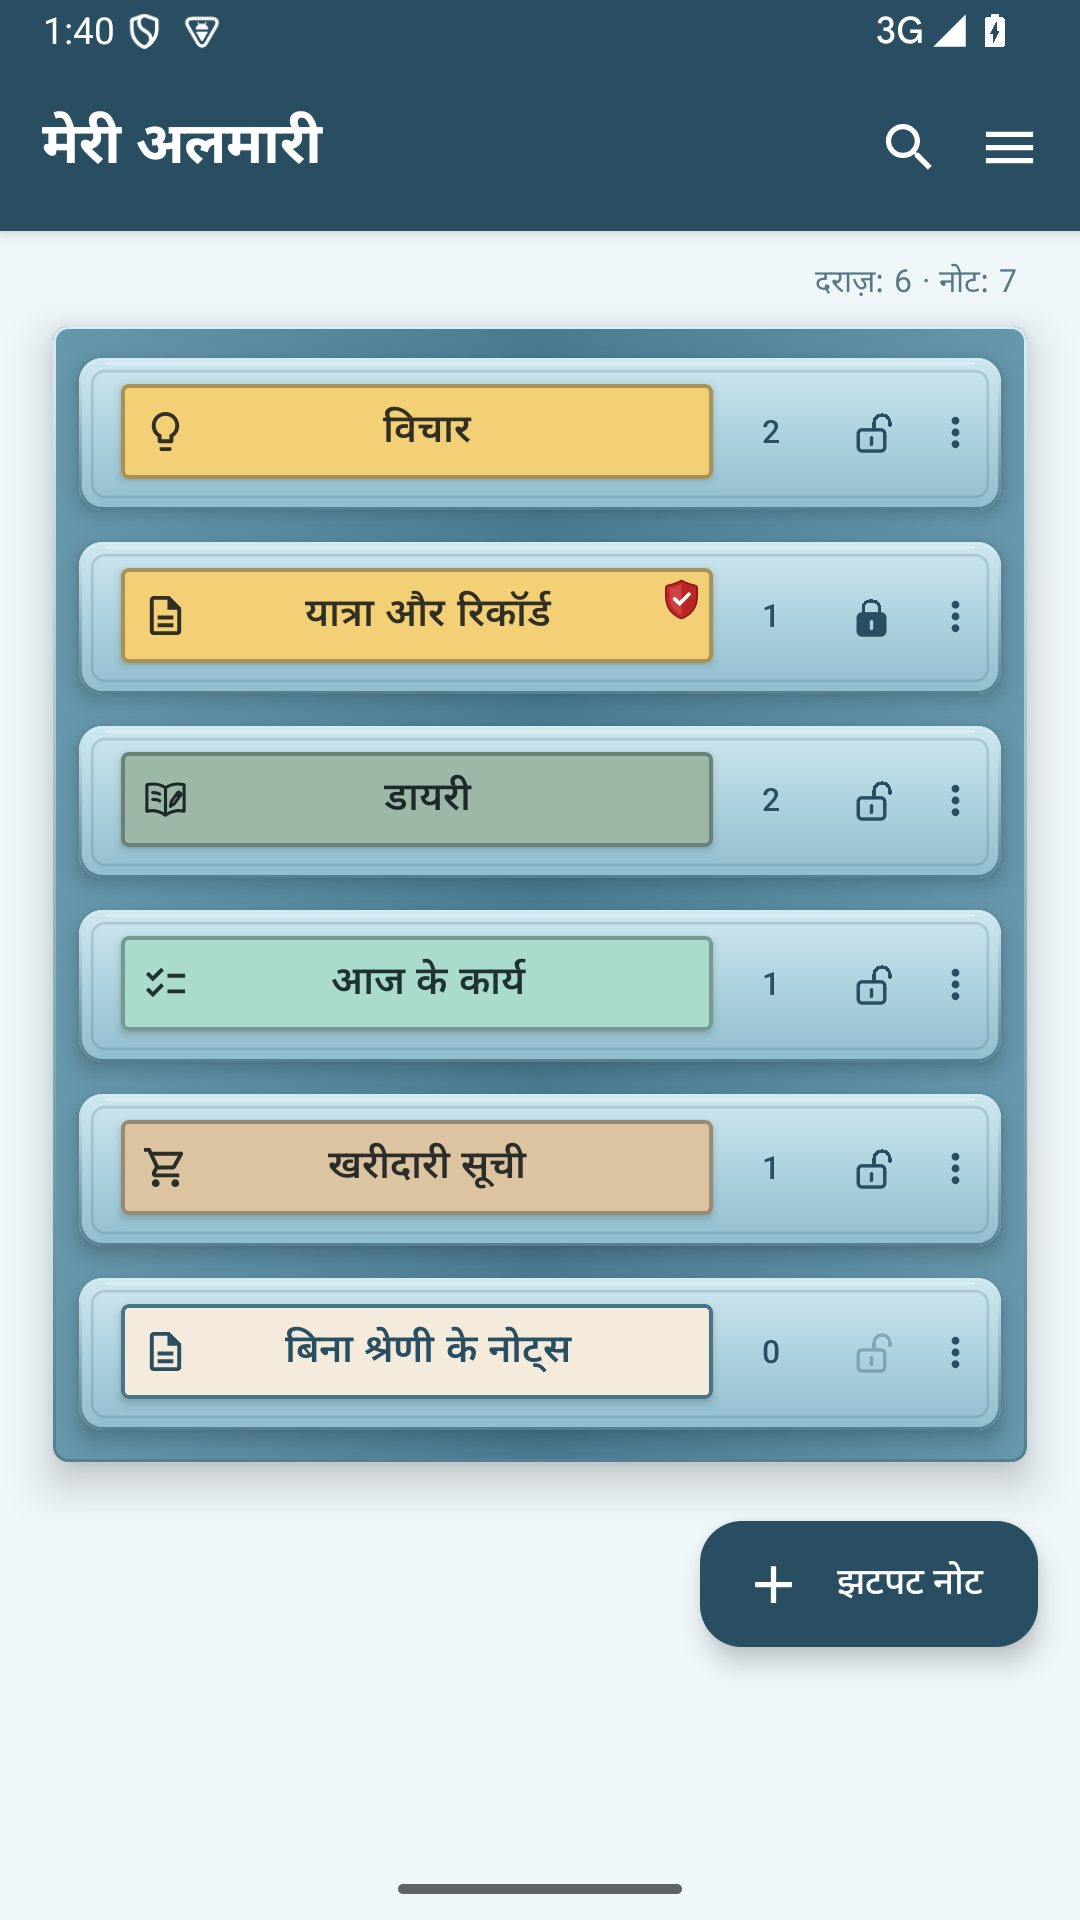 1:40 3G
मेरी अलमारी
दराज़: 6 · नोट: 7
विचार 2
यात्रा और रिकॉर्ड 1
डायरी 2
आज के कार्य 1
खरीदारी सूची 1
बिना श्रेणी के नोट्स 0
झटपट नोट